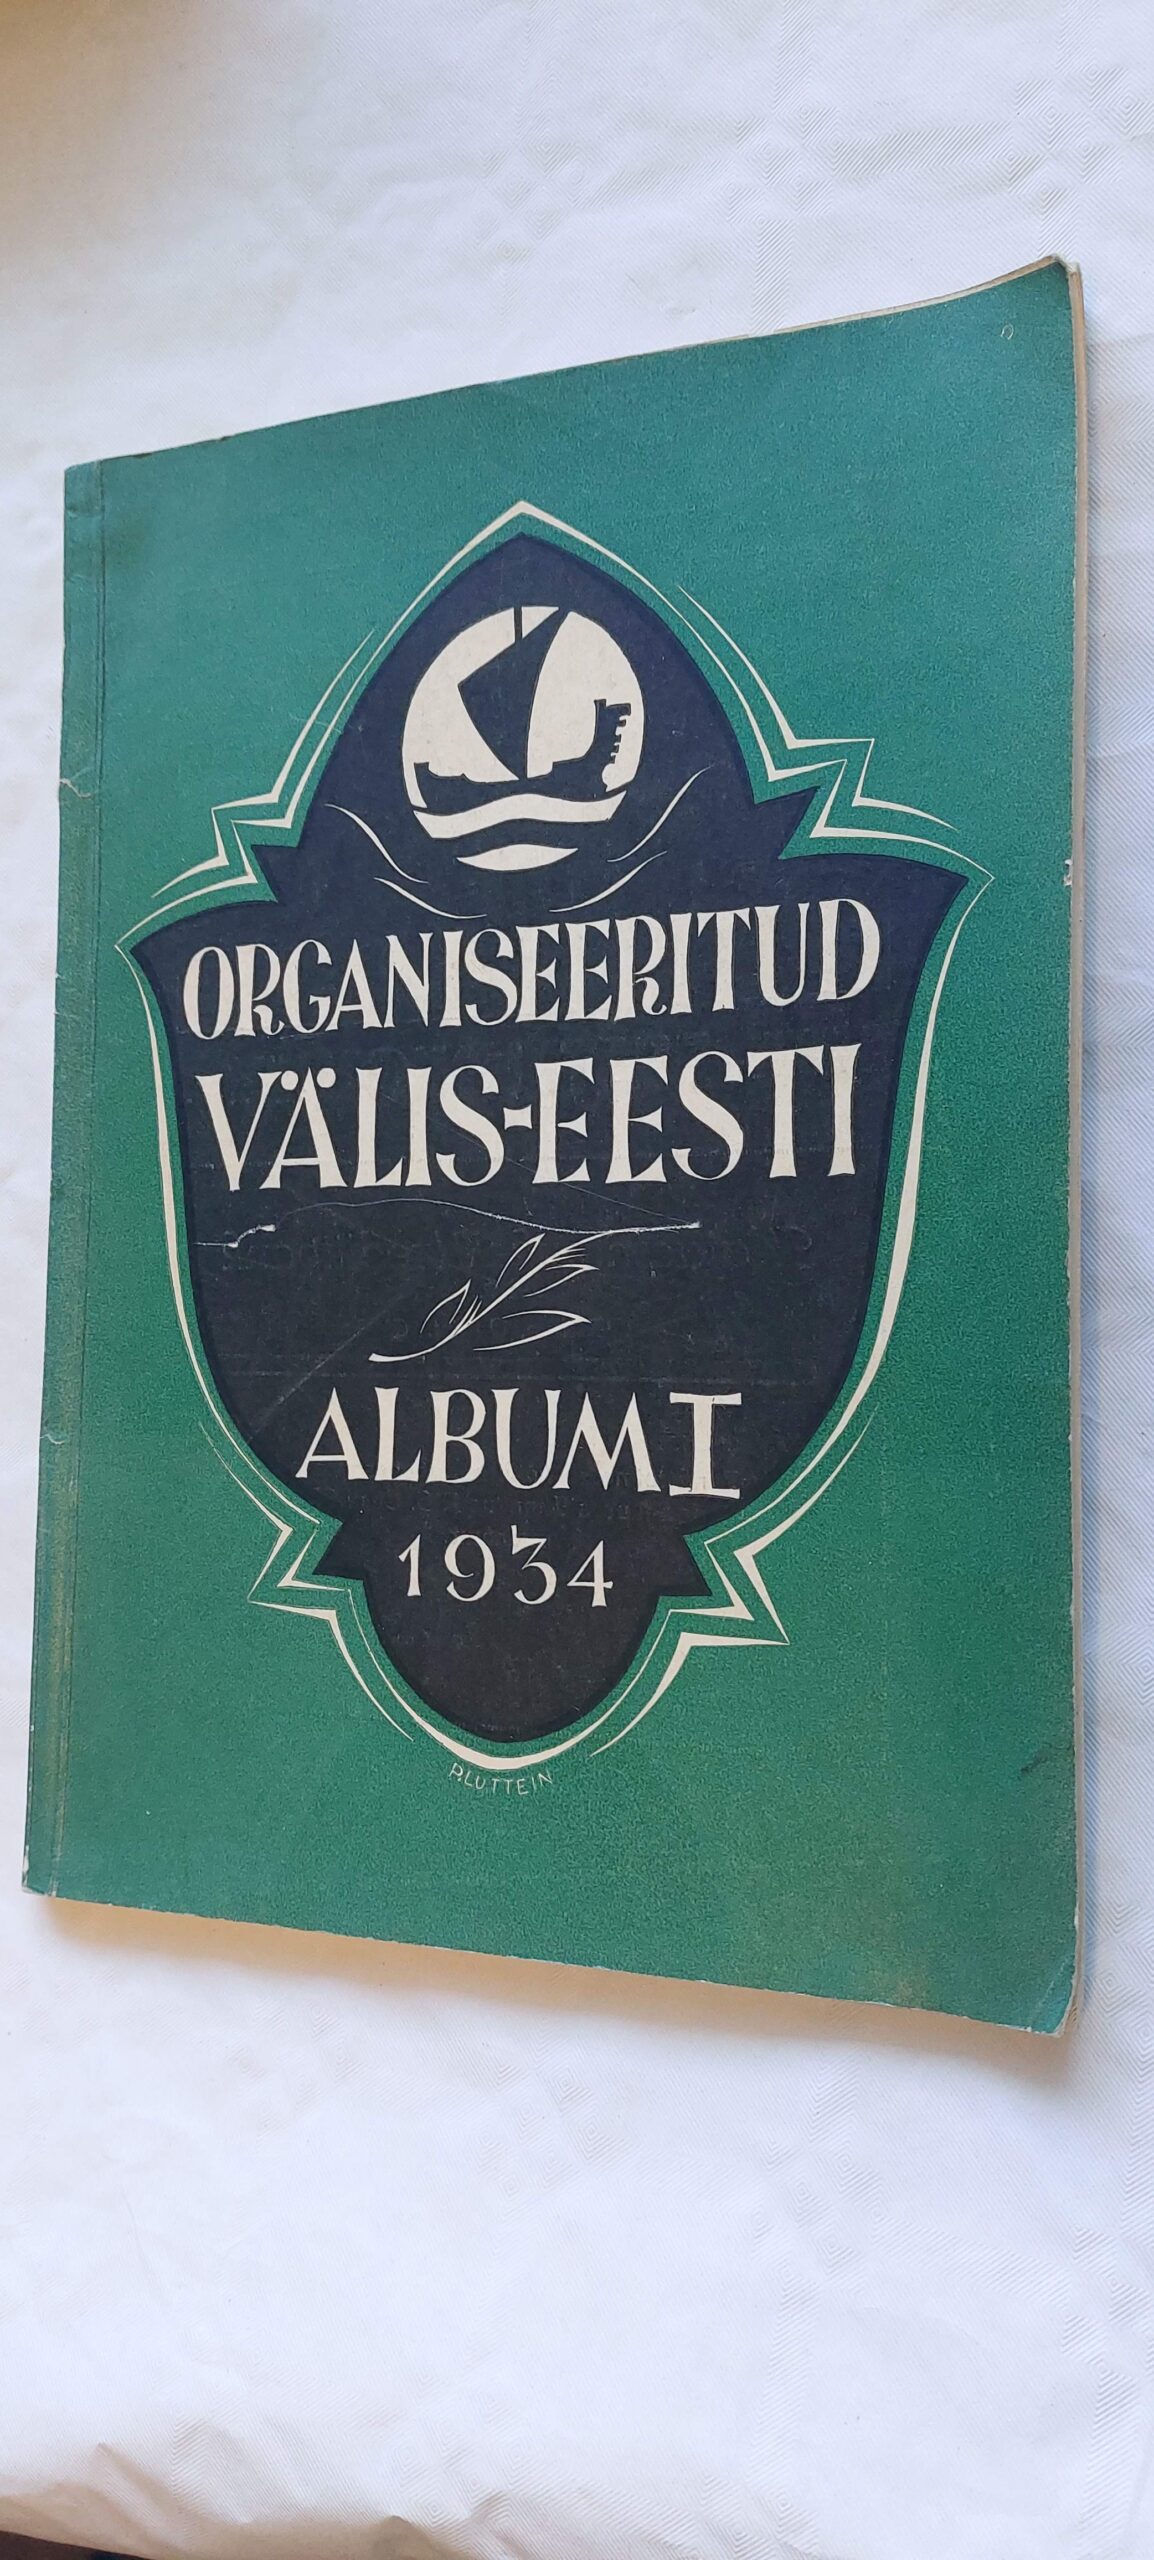 ORGANISEERITUD
VÄLIS-EESTI
ALBUM I
1934
P.LUTTEIN